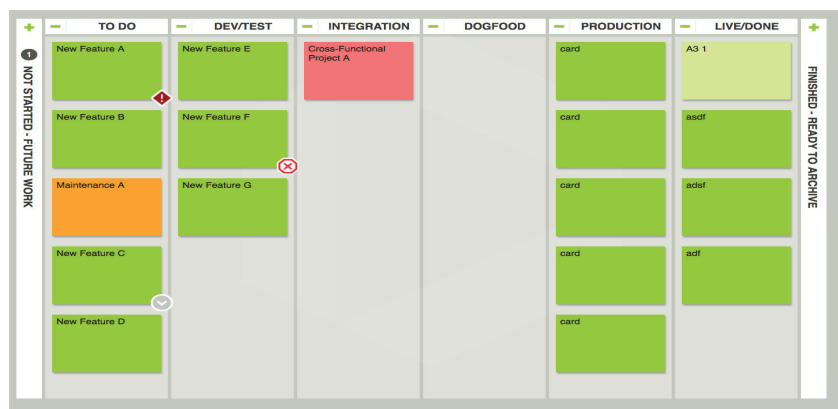 1
NOT STARTED - FUTURE WORK
TO DO
New Feature A
New Feature B
Maintenance A
New Feature C
New Feature D
DEV/TEST
New Feature E
New Feature F
New Feature G
INTEGRATION
Cross-Functional
Project A
DOGFOOD
PRODUCTION
card
card
card
card
card
LIVE/DONE
A3 1
asdf
adsf
adf
FINISHED - READY TO ARCHIVE